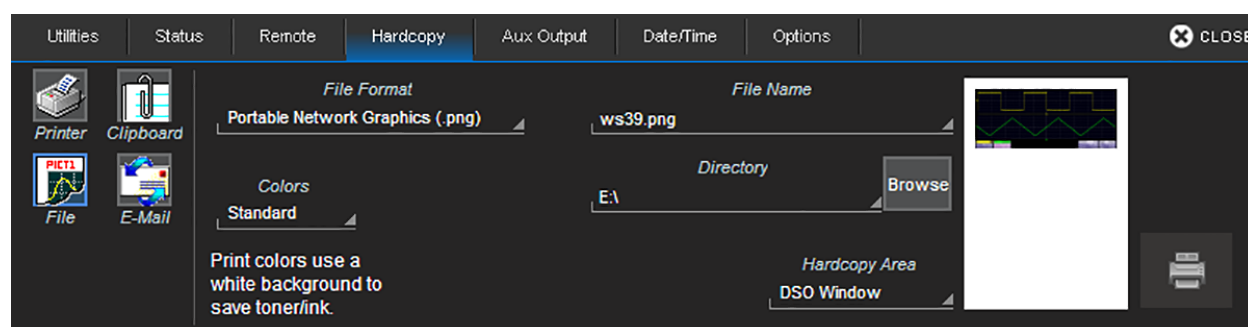 Utilities
Status
Remote
Hardcopy
Aux Output
Date/Time
Options
CLOSE
Printer
Clipboard
PICT1
File
E-Mail
File Format
Portable Network Graphics (.png)
Colors
Standard
Print colors use a
white background to
save toner/ink.
File Name
ws39.png
Directory
E:\
Browse
Hardcopy Area
DSO Window